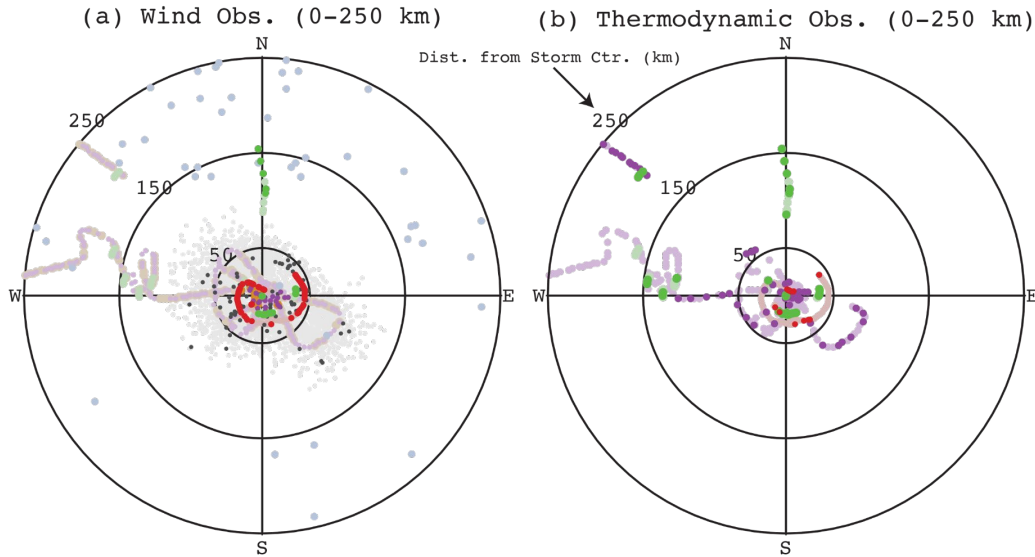 (a) Wind Obs. (0-250 km)
(b) Thermodynamic Obs. (0-250 km)
N
N
Dist. from Storm Ctr. (km)
250
250
150
150
50
50
W
E
W
E
S
S